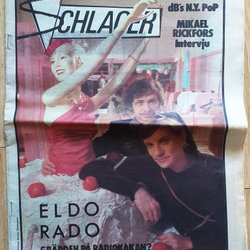 SCHLAGER
dB's N.Y. PoP
MIKAEL
RICKFORS
Intervju
ELDO
RADO
GRÄDDEN PÅ RADIOKAKAN?